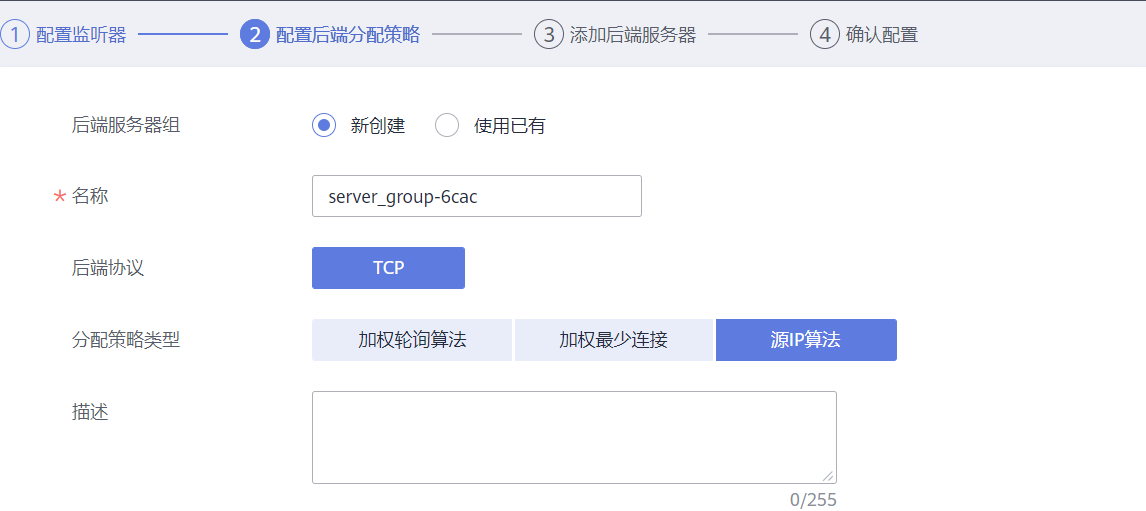 1 配置监听器 2 配置后端分配策略 3 添加后端服务器 4 确认配置
后端服务器组 新创建 使用已有
* 名称 server_group-6cac
后端协议 TCP
分配策略类型 加权轮询算法 加权最少连接 源IP算法
描述
0/255